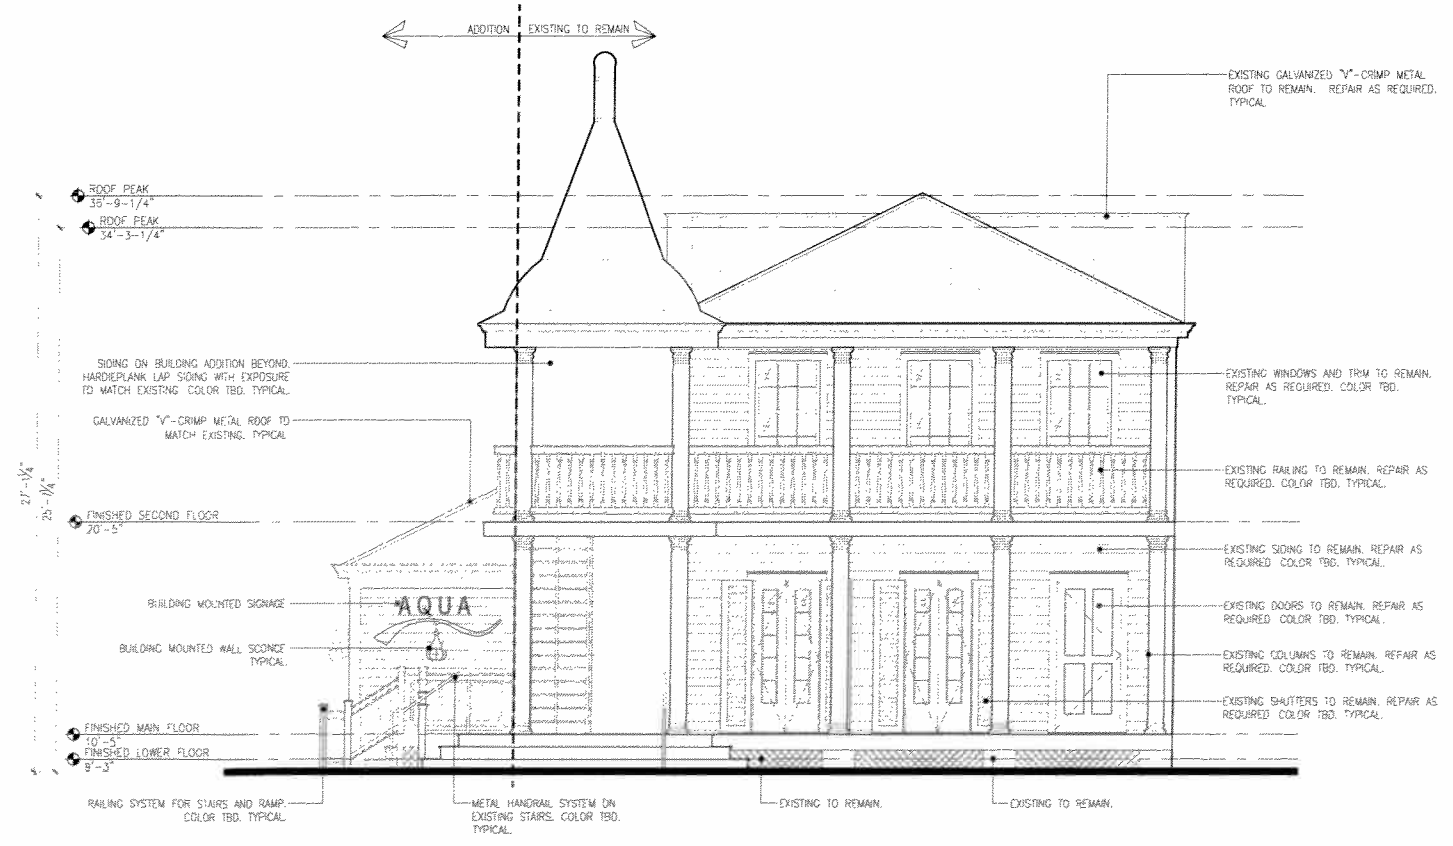 ADDITION
EXISTING TO REMAIN
EXISTING GALVANIZED "V"-CRIMP METAL
ROOF TO REMAIN. REPAIR AS REQUIRED.
TYPICAL
ROOF PEAK
35'-9-1/4"
ROOF PEAK
34'-3-1/4"
SIDING ON BUILDING ADDITION BEYOND.
HARDIEPLANK LAP SIDING WITH EXPOSURE
TO MATCH EXISTING. COLOR TBD. TYPICAL.
EXISTING WINDOWS AND TRIM TO REMAIN.
REPAIR AS REQUIRED. COLOR TBD.
TYPICAL.
GALVANIZED "V"-CRIMP METAL ROOF TO
MATCH EXISTING. TYPICAL
EXISTING RAILING TO REMAIN. REPAIR AS
REQUIRED. COLOR TBD. TYPICAL.
FINISHED SECOND FLOOR
20'-5"
EXISTING SIDING TO REMAIN. REPAIR AS
REQUIRED COLOR TBD. TYPICAL.
BUILDING MOUNTED SIGNAGE
AQUA
EXISTING DOORS TO REMAIN. REPAIR AS
REQUIRED COLOR TBD. TYPICAL.
BUILDING MOUNTED WALL SCONCE
TYPICAL.
EXISTING COLUMNS TO REMAIN. REPAIR AS
REQUIRED. COLOR TBD. TYPICAL.
EXISTING SHUTTERS TO REMAIN. REPAIR AS
REQUIRED COLOR TBD. TYPICAL.
FINISHED MAIN FLOOR
10'-5"
FINISHED LOWER FLOOR
9'-3"
RAILING SYSTEM FOR STAIRS AND RAMP.
COLOR TBD. TYPICAL
METAL HANDRAIL SYSTEM ON
EXISTING STAIRS. COLOR TBD.
TYPICAL.
EXISTING TO REMAIN.
EXISTING TO REMAIN.